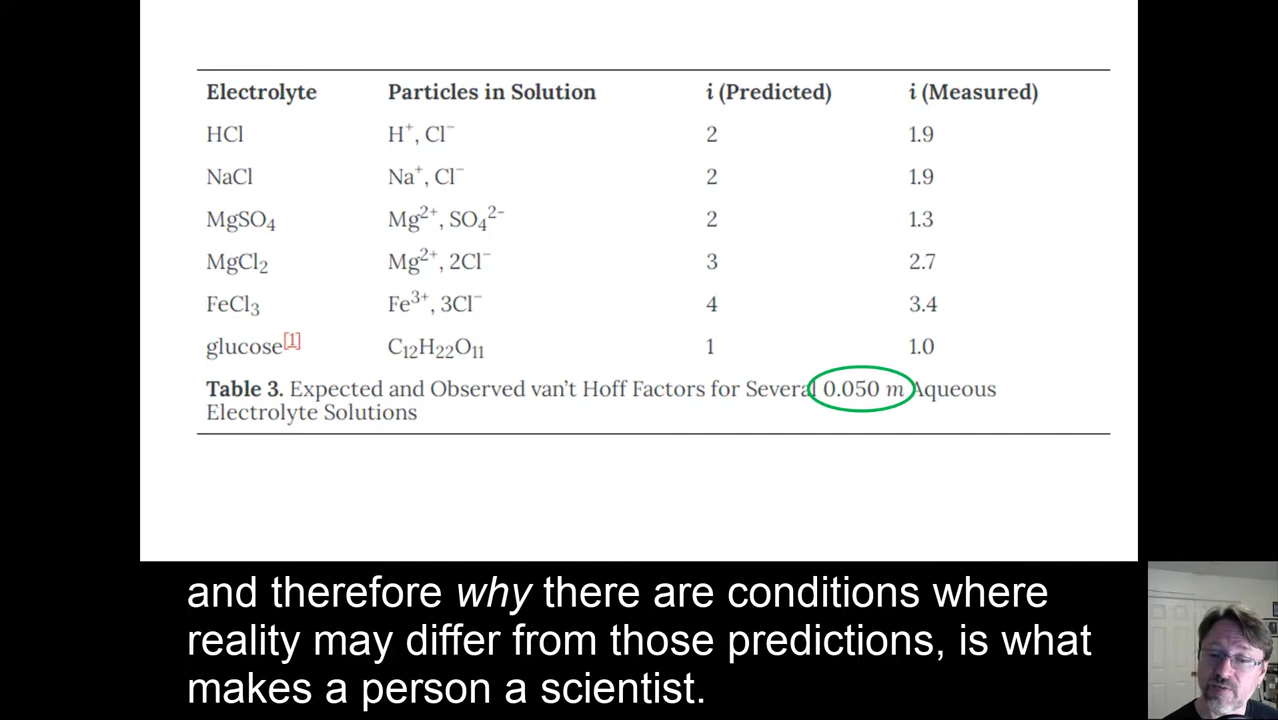 Electrolyte Particles in Solution i (Predicted) i (Measured)
HCl H⁺, Cl⁻ 2 1.9
NaCl Na⁺, Cl⁻ 2 1.9
MgSO₄ Mg²⁺, SO₄²⁻ 2 1.3
MgCl₂ Mg²⁺, 2Cl⁻ 3 2.7
FeCl₃ Fe³⁺, 3Cl⁻ 4 3.4
glucose[1] C₁₂H₂₂O₁₁ 1 1.0
Table 3. Expected and Observed van’t Hoff Factors for Several 0.050 m Aqueous
Electrolyte Solutions
and therefore why there are conditions where
reality may differ from those predictions, is what
makes a person a scientist.